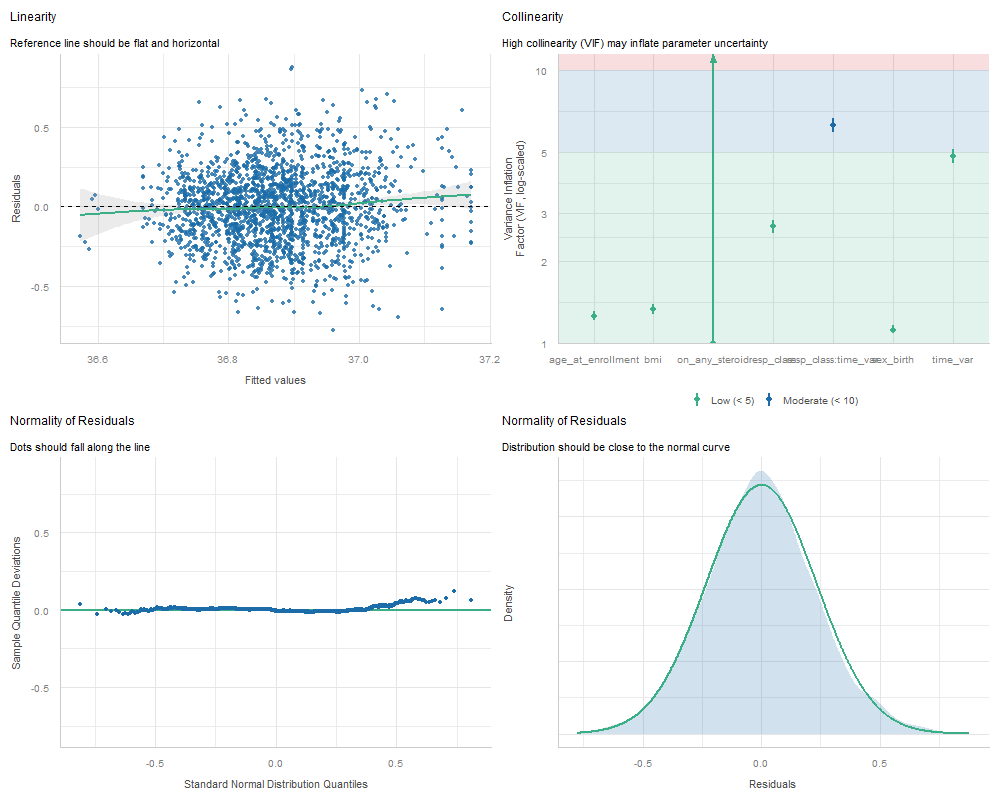 Linearity
Reference line should be flat and horizontal
Residuals
0.5
0.0
-0.5
36.6
36.8
37.0
37.2
Fitted values
Collinearity
High collinearity (VIF) may inflate parameter uncertainty
Variance Inflation
Factor (VIF, log-scaled)
10
5
3
2
1
age_at_enrollment
bmi
on_any_steroid
resp_class
resp_class:time_var
sex_birth
time_var
Low (< 5)
Moderate (< 10)
Normality of Residuals
Dots should fall along the line
Sample Quantile Deviations
0.5
0.0
-0.5
-0.5
0.0
0.5
Standard Normal Distribution Quantiles
Normality of Residuals
Distribution should be close to the normal curve
Density
-0.5
0.0
0.5
Residuals